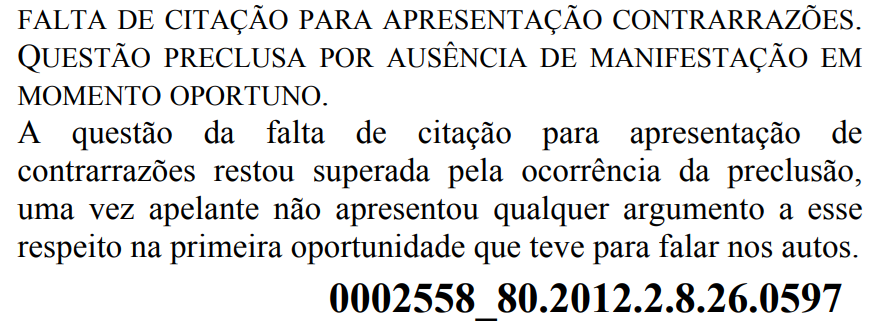 FALTA DE CITAÇÃO PARA APRESENTAÇÃO CONTRARRAZÕES.
QUESTÃO PRECLUSA POR AUSÊNCIA DE MANIFESTAÇÃO EM
MOMENTO OPORTUNO.
A questão da falta de citação para apresentação de
contrarrazões restou superada pela ocorrência da preclusão,
uma vez apelante não apresentou qualquer argumento a esse
respeito na primeira oportunidade que teve para falar nos autos.
0002558_80.2012.2.8.26.0597